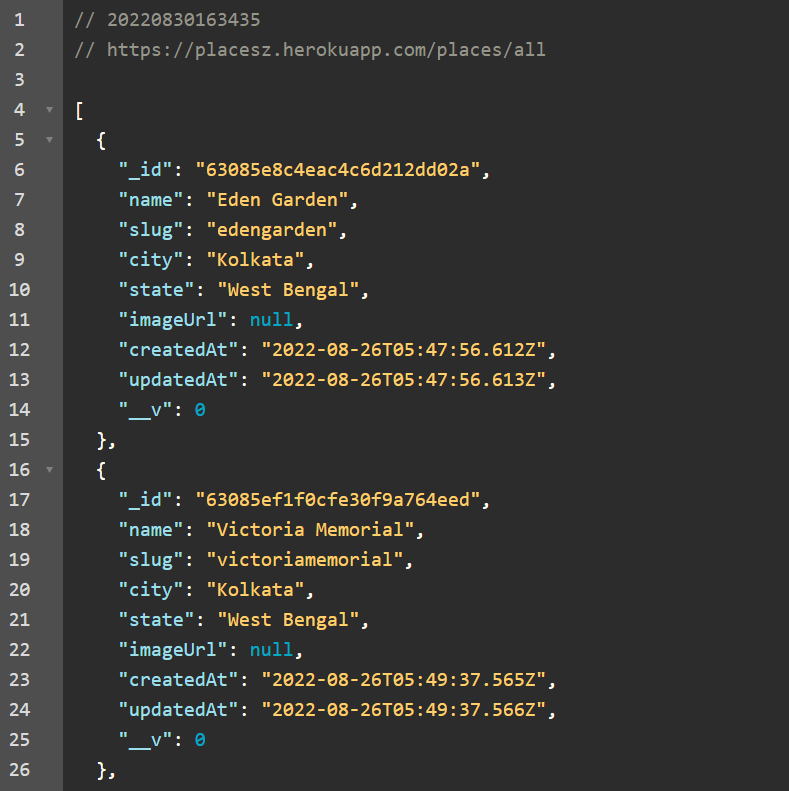 1 // 20220830163435
2 // https://placesz.herokuapp.com/places/all
3
4 [
5 {
6 "_id": "63085e8c4eac4c6d212dd02a",
7 "name": "Eden Garden",
8 "slug": "edengarden",
9 "city": "Kolkata",
10 "state": "West Bengal",
11 "imageUrl": null,
12 "createdAt": "2022-08-26T05:47:56.612Z",
13 "updatedAt": "2022-08-26T05:47:56.613Z",
14 "__v": 0
15 },
16 {
17 "_id": "63085ef1f0cfe30f9a764eed",
18 "name": "Victoria Memorial",
19 "slug": "victoriamemorial",
20 "city": "Kolkata",
21 "state": "West Bengal",
22 "imageUrl": null,
23 "createdAt": "2022-08-26T05:49:37.565Z",
24 "updatedAt": "2022-08-26T05:49:37.566Z",
25 "__v": 0
26 },